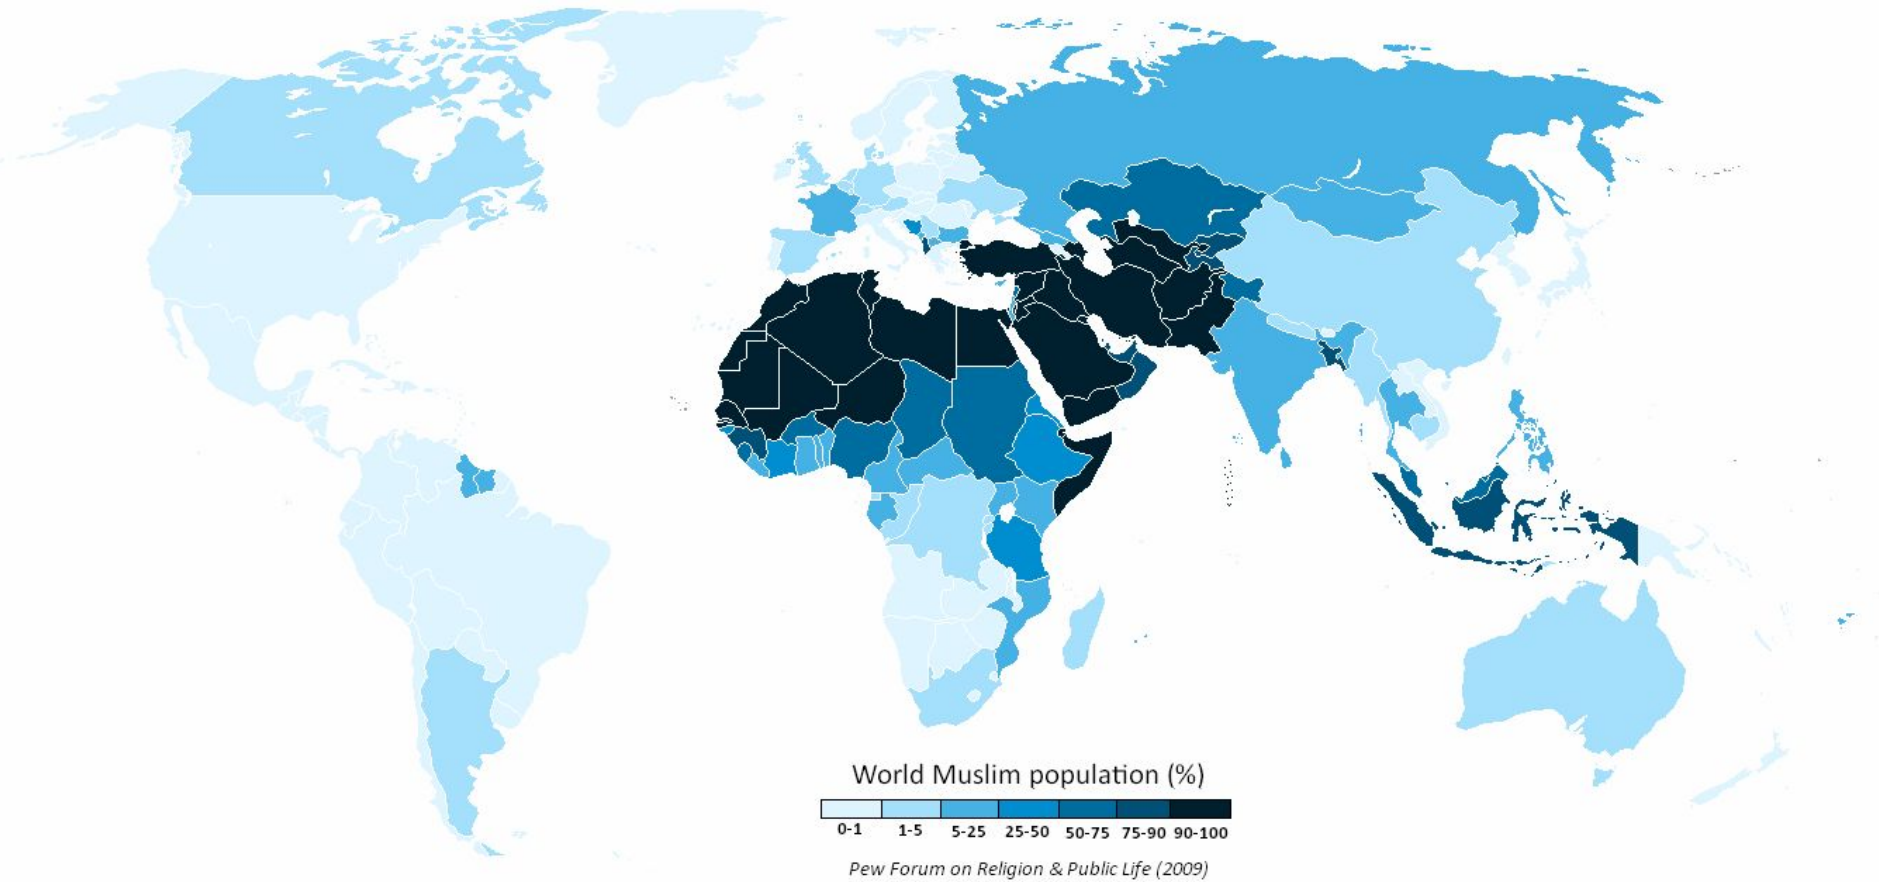 World Muslim population (%)
0-1 1-5 5-25 25-50 50-75 75-90 90-100
Pew Forum on Religion & Public Life (2009)